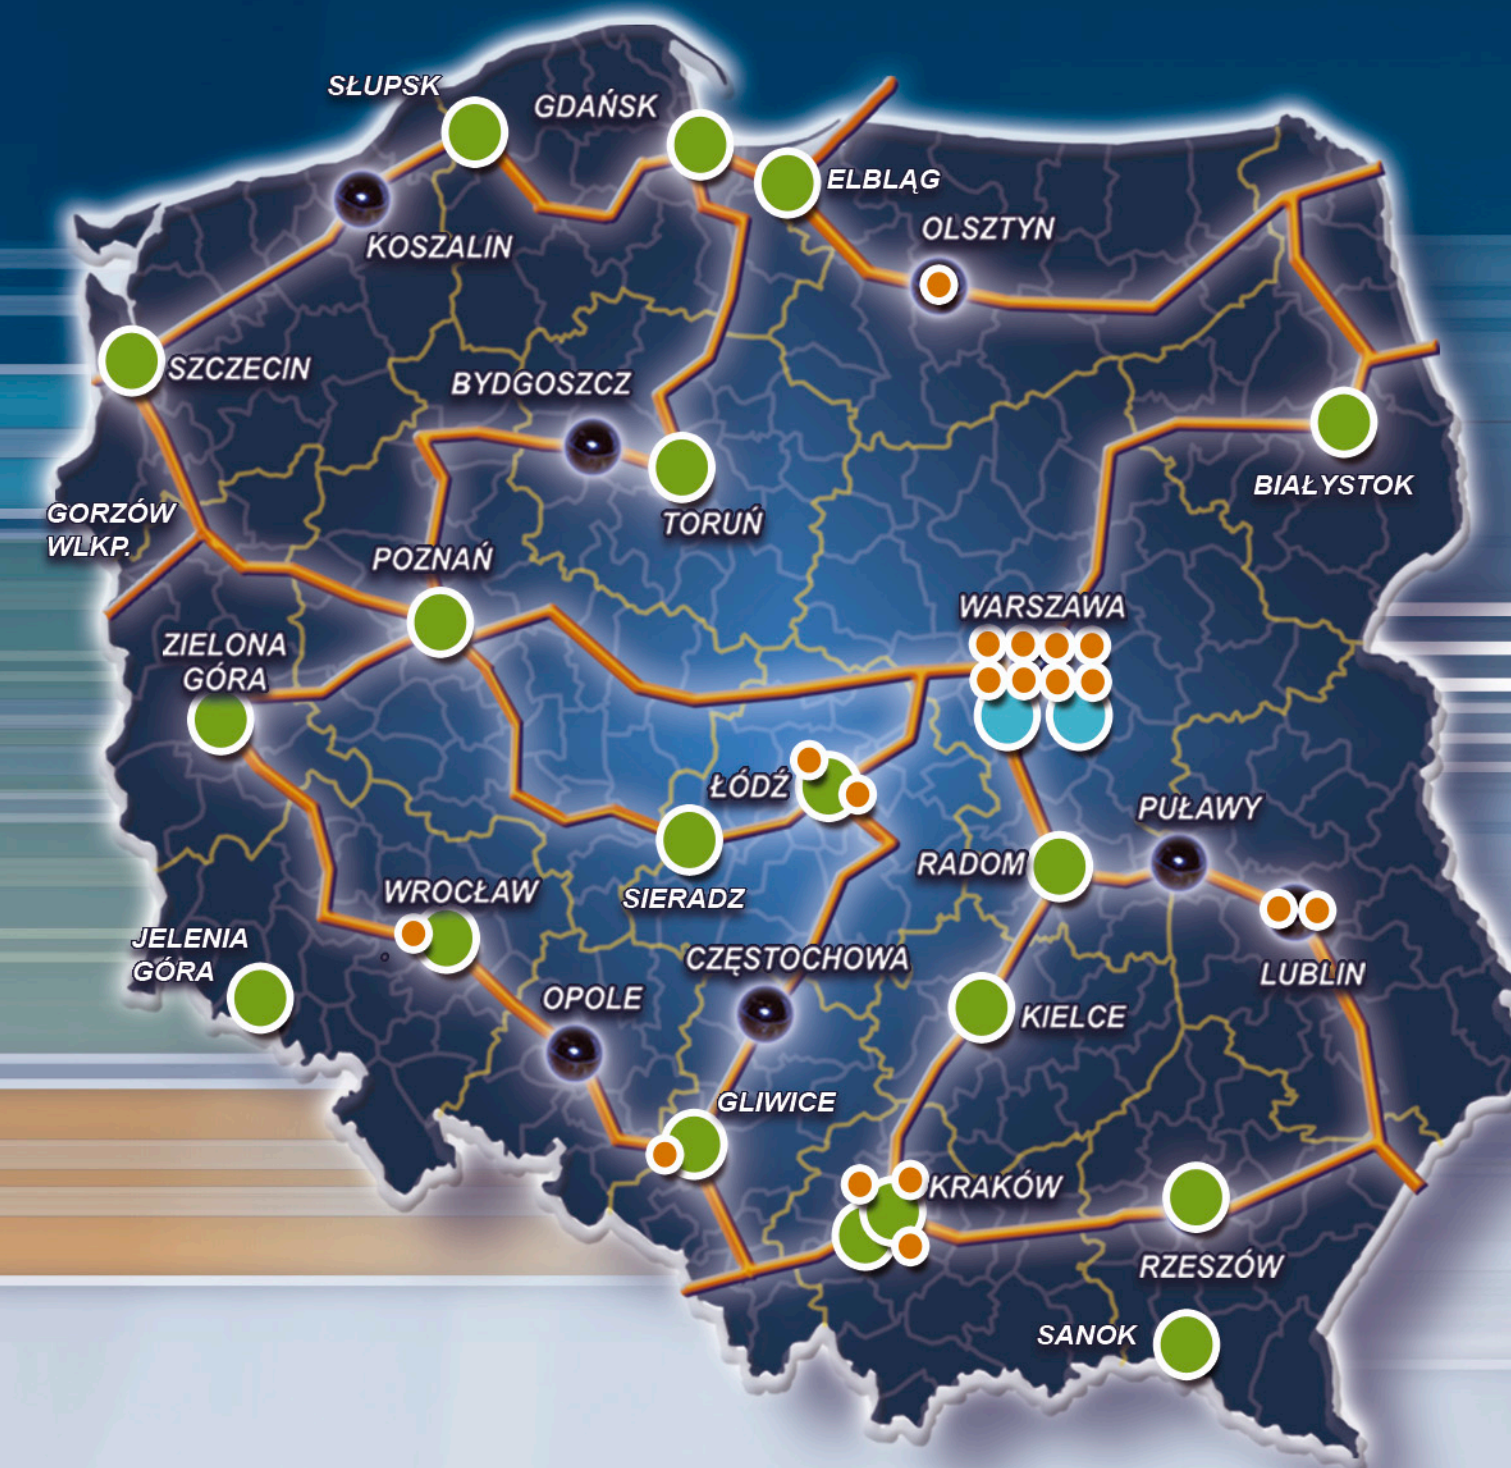 SŁUPSK
GDAŃSK
ELBLĄG
OLSZTYN
KOSZALIN
SZCZECIN
BYDGOSZCZ
BIAŁYSTOK
GORZÓW
WLKP.
TORUŃ
POZNAŃ
WARSZAWA
ZIELONA
GÓRA
ŁÓDŹ
PUŁAWY
RADOM
WROCŁAW
SIERADZ
JELENIA
GÓRA
CZĘSTOCHOWA
LUBLIN
OPOLE
KIELCE
GLIWICE
KRAKÓW
RZESZÓW
SANOK